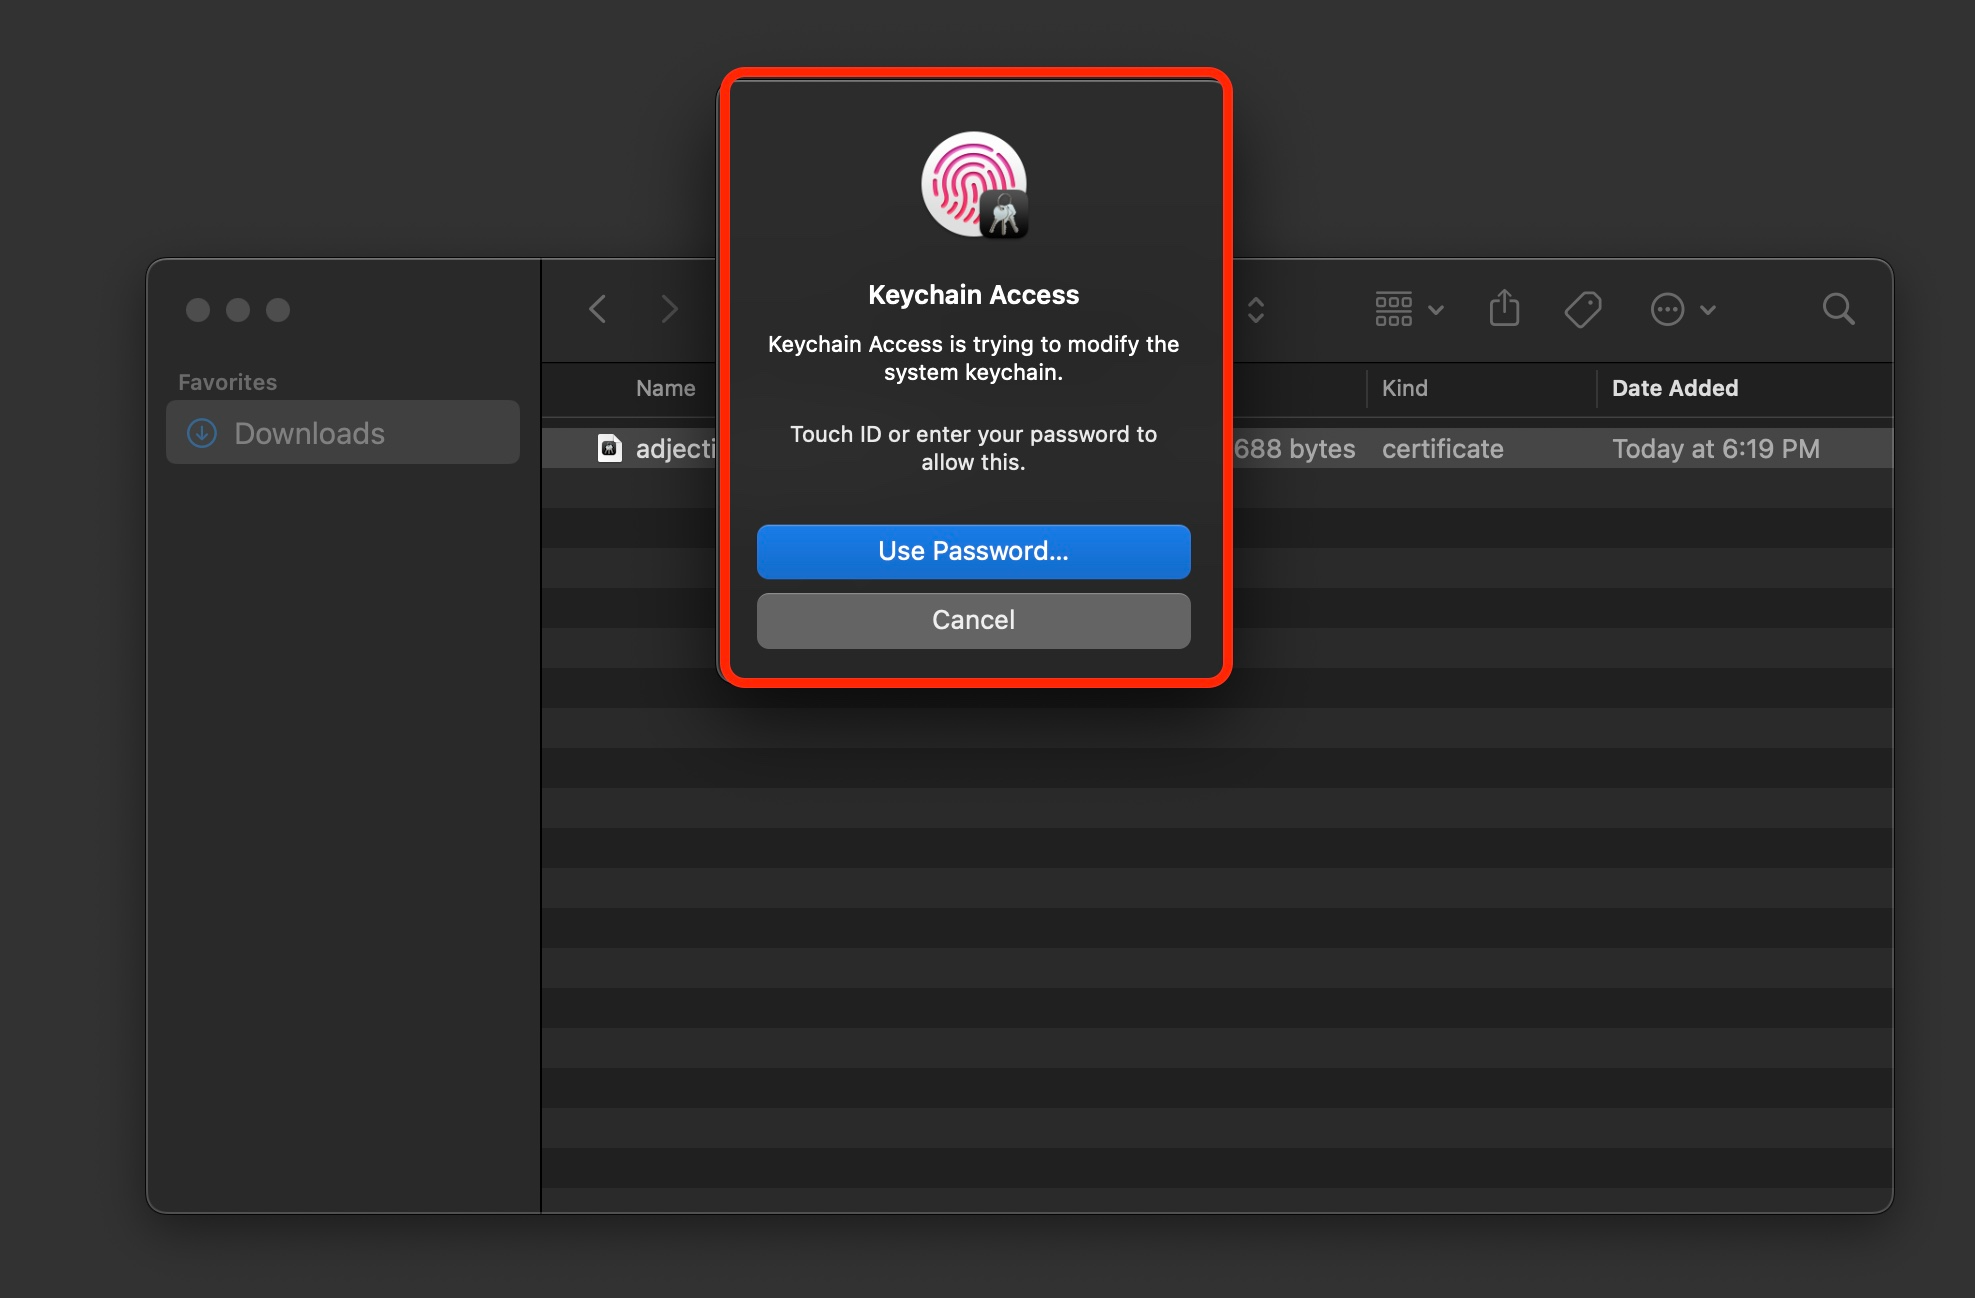 Keychain Access
Keychain Access is trying to modify the
system keychain.
Touch ID or enter your password to
allow this.
Use Password...
Cancel
Favorites
Downloads
Name
Kind
Date Added
adjecti
688 bytes
certificate
Today at 6:19 PM